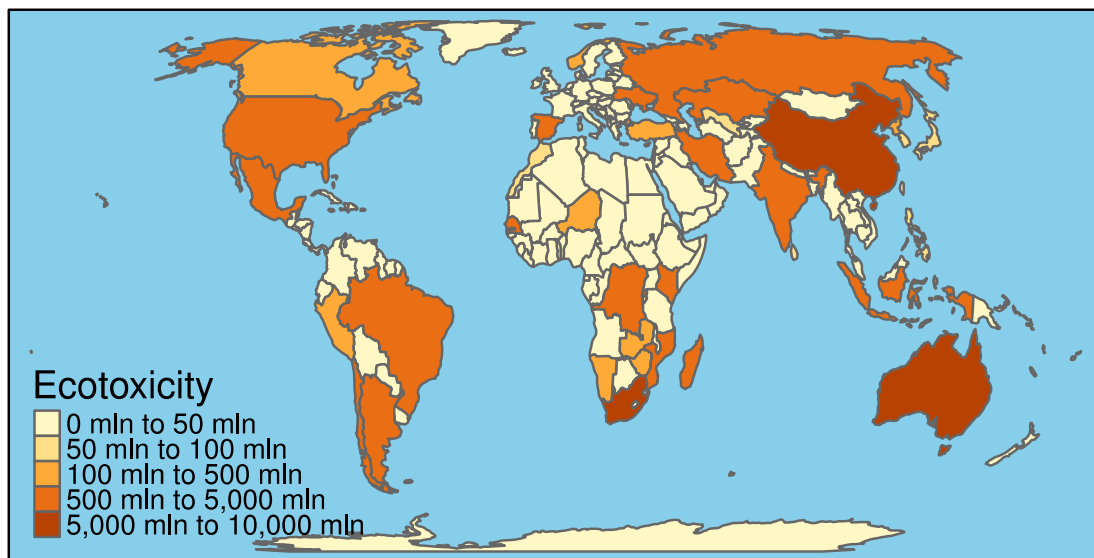 Ecotoxicity
0 mln to 50 mln
50 mln to 100 mln
100 mln to 500 mln
500 mln to 5,000 mln
5,000 mln to 10,000 mln